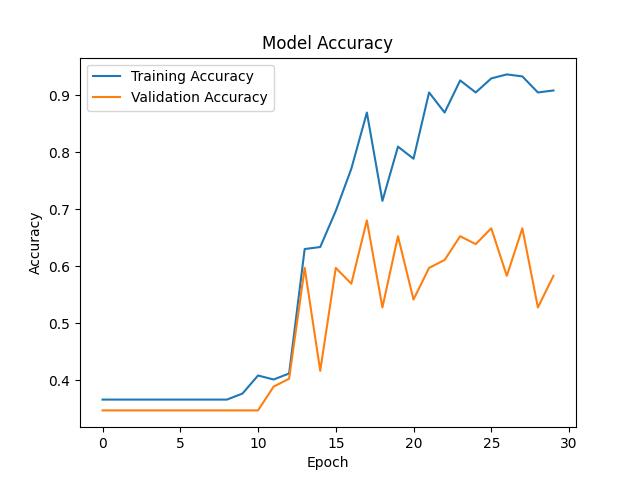 Model Accuracy
Training Accuracy
Validation Accuracy
Accuracy
0.9
0.8
0.7
0.6
0.5
0.4
0 5 10 15 20 25 30
Epoch